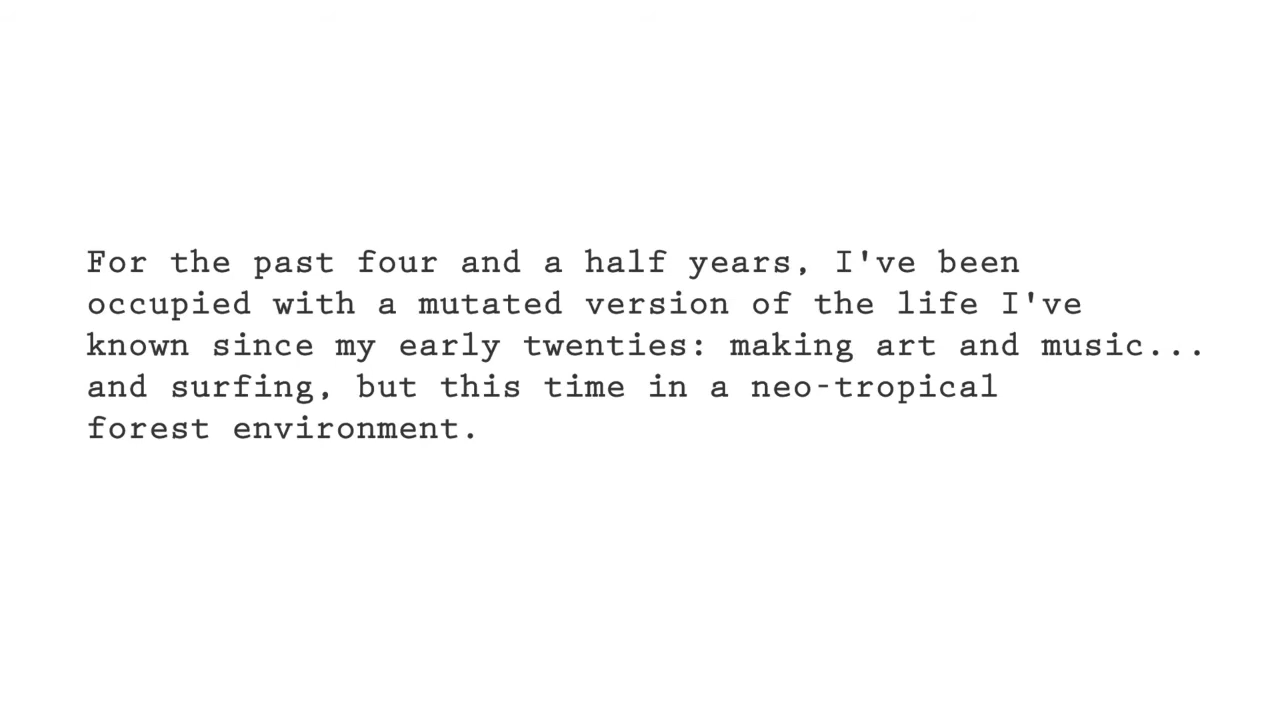 For the past four and a half years, I've been
occupied with a mutated version of the life I've
known since my early twenties: making art and music...
and surfing, but this time in a neo-tropical
forest environment.